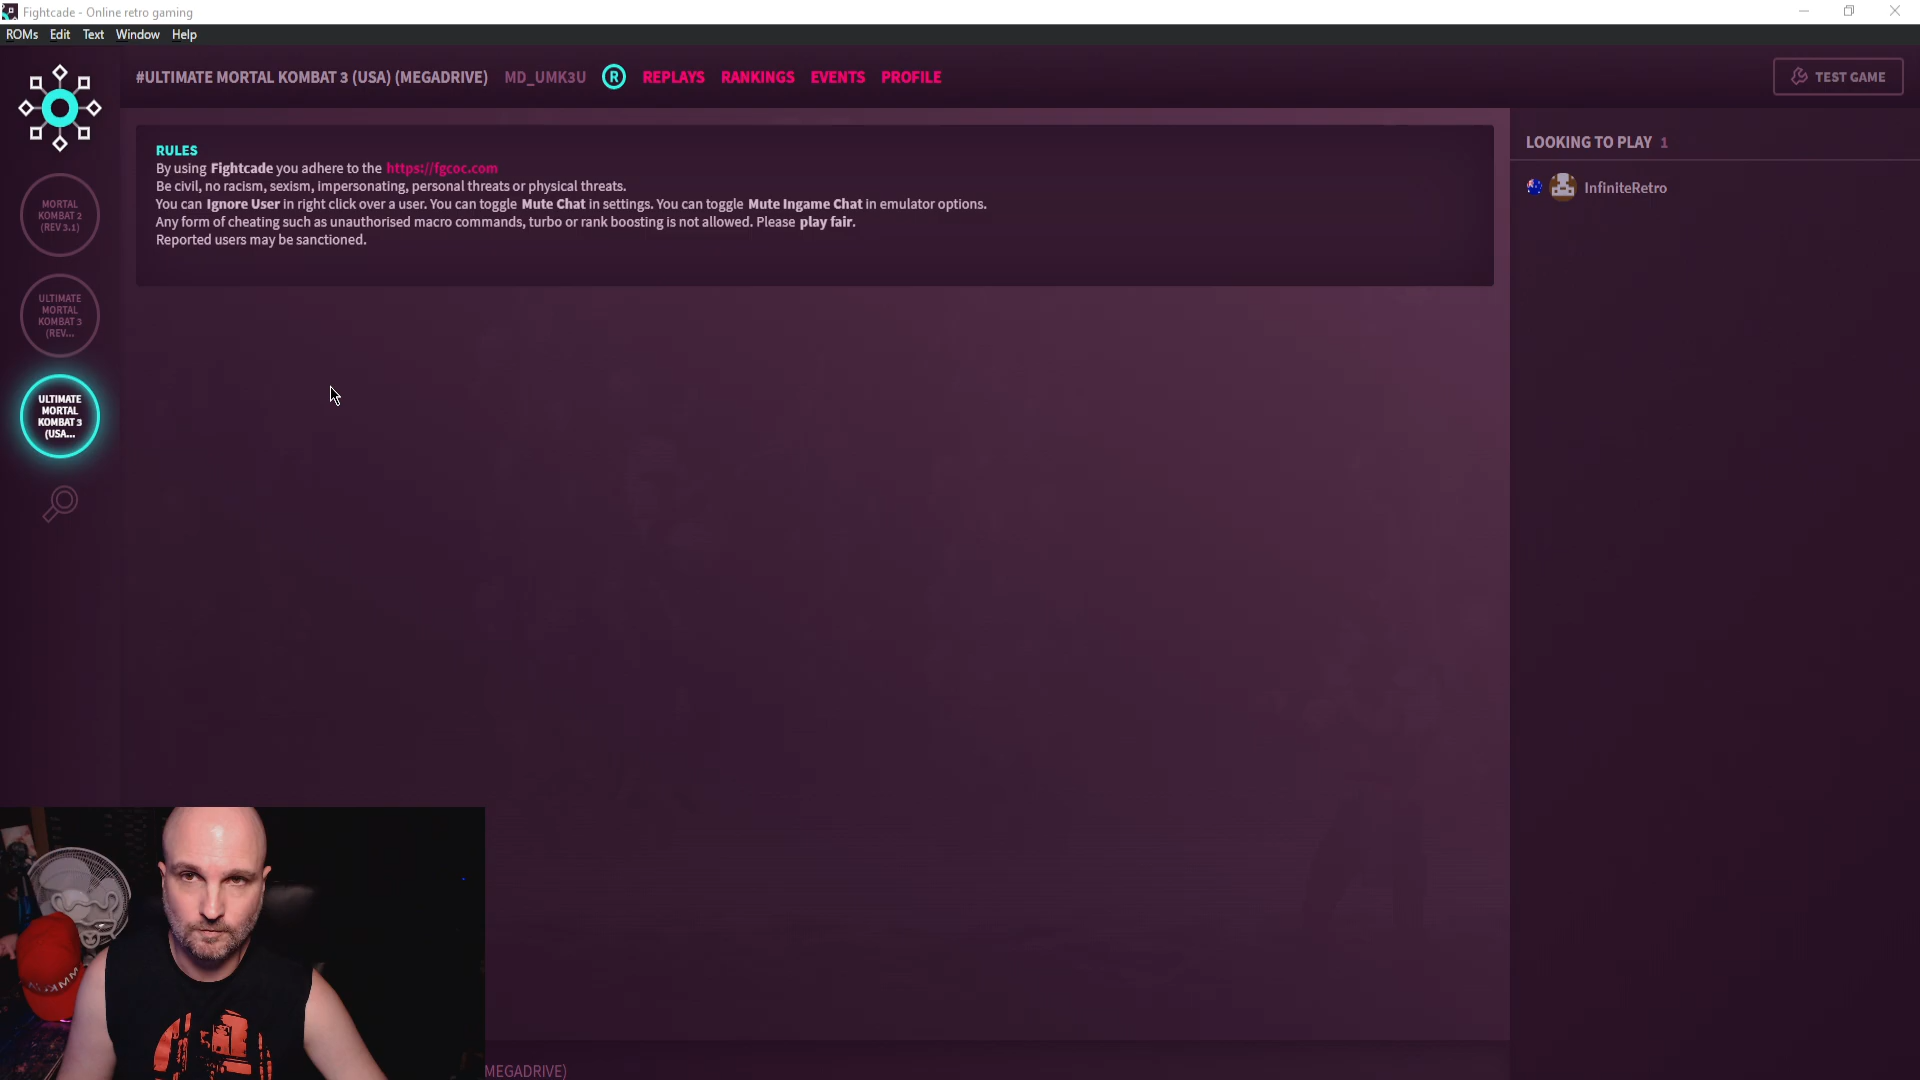 Fightcade - Online retro gaming
ROMs Edit Text Window Help
#ULTIMATE MORTAL KOMBAT 3 (USA) (MEGADRIVE) MD_UMK3U R REPLAYS RANKINGS EVENTS PROFILE
TEST GAME
MORTAL
KOMBAT 2
(REV 3.1)
ULTIMATE
MORTAL
KOMBAT 3
(REV...
ULTIMATE
MORTAL
KOMBAT 3
(USA...
RULES
By using Fightcade you adhere to the https://fgcoc.com
Be civil, no racism, sexism, impersonating, personal threats or physical threats.
You can Ignore User in right click over a user. You can toggle Mute Chat in settings. You can toggle Mute Ingame Chat in emulator options.
Any form of cheating such as unauthorised macro commands, turbo or rank boosting is not allowed. Please play fair.
Reported users may be sanctioned.
LOOKING TO PLAY 1
InfiniteRetro
MEGADRIVE)